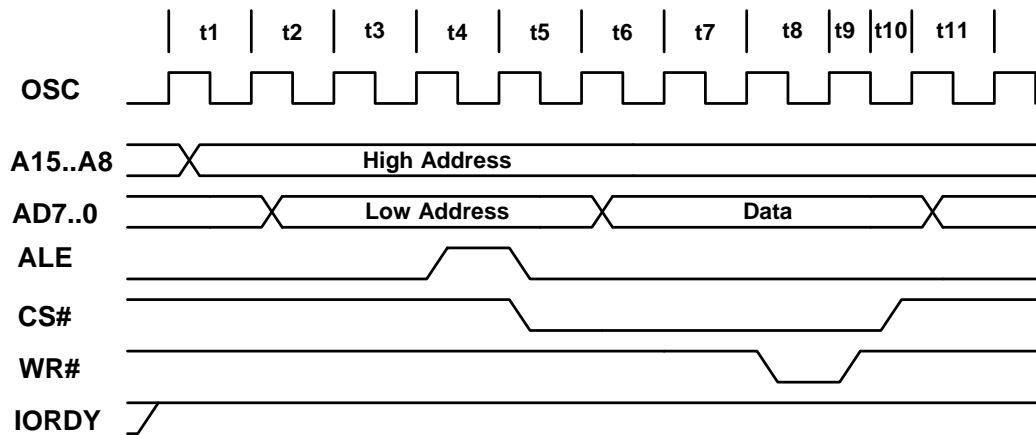 t1 t2 t3 t4 t5 t6 t7 t8 t9 t10 t11
OSC
A15..A8 High Address
AD7..0 Low Address Data
ALE
CS#
WR#
IORDY